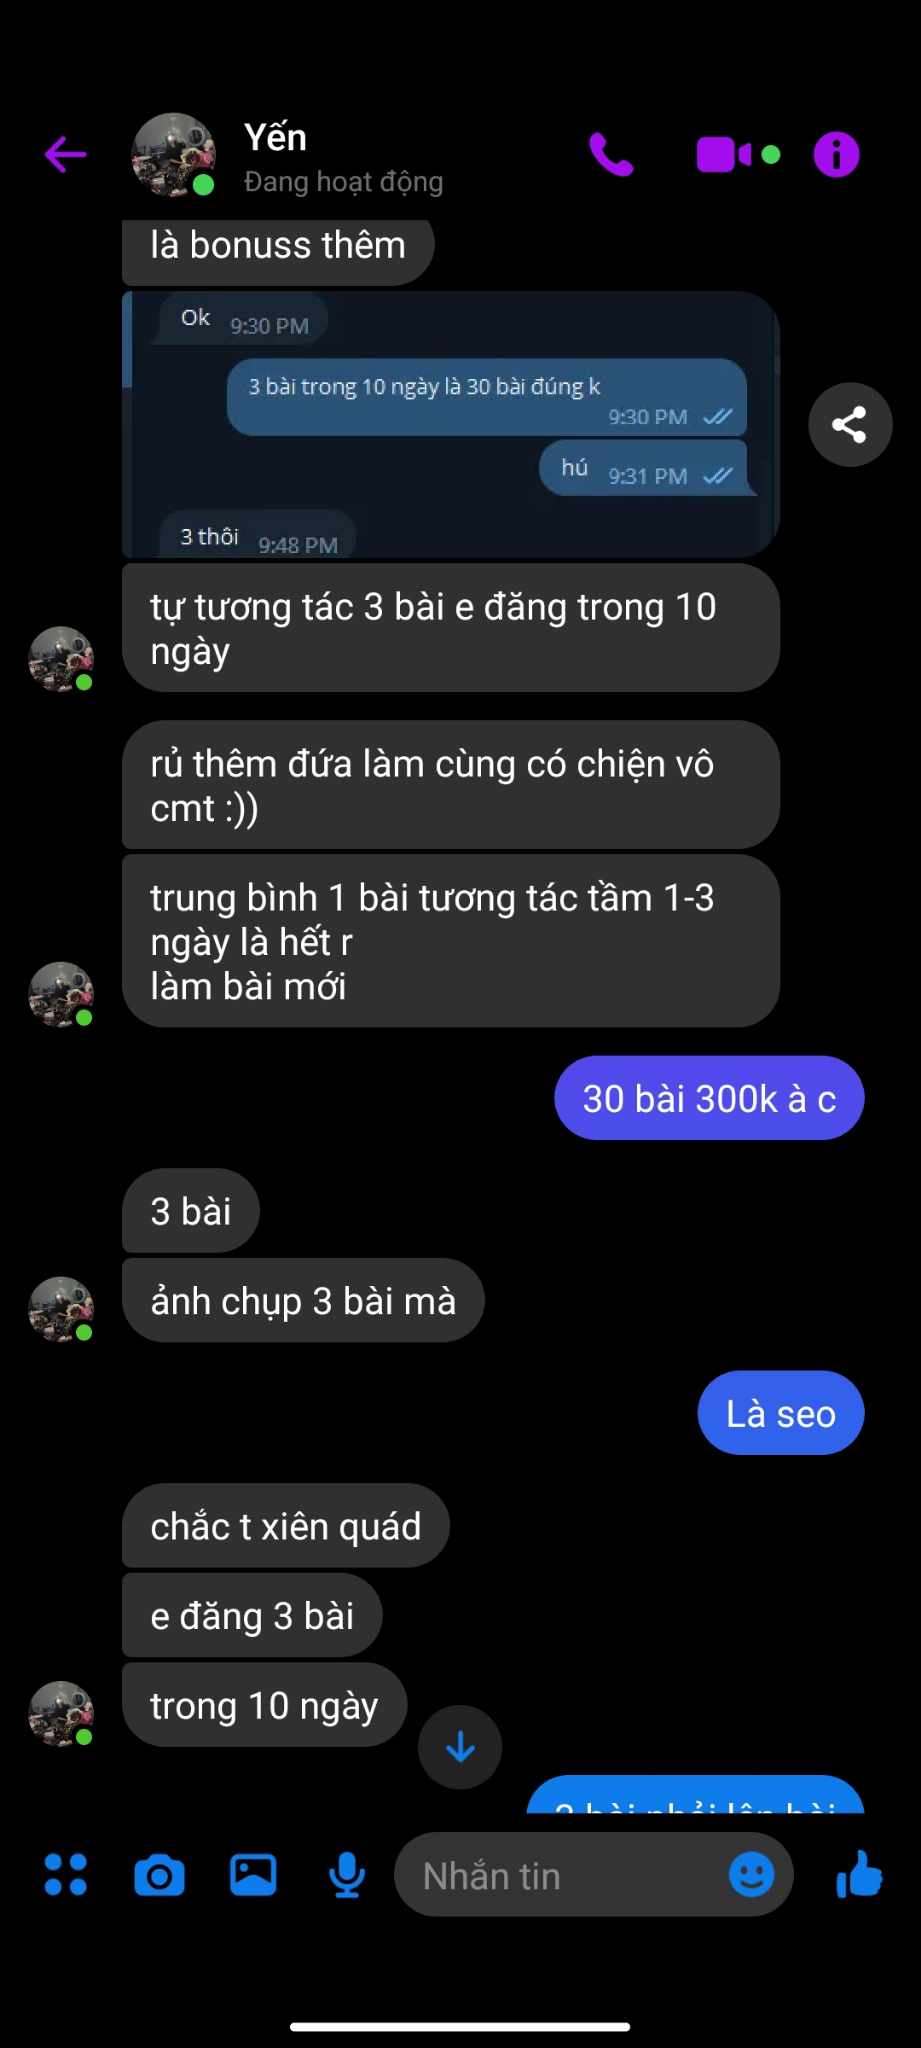 Yến
Đang hoạt động
là bonuss thêm
Ok 9:30 PM
3 bài trong 10 ngày là 30 bài đúng k
9:30 PM
hú 9:31 PM
3 thôi 9:48 PM
tự tương tác 3 bài e đăng trong 10
ngày
rủ thêm đứa làm cùng có chiện vô
cmt :))
trung bình 1 bài tương tác tầm 1-3
ngày là hết r
làm bài mới
30 bài 300k à c
3 bài
ảnh chụp 3 bài mà
Là seo
chắc t xiên quád
e đăng 3 bài
trong 10 ngày
bài phải lên bài
Nhắn tin